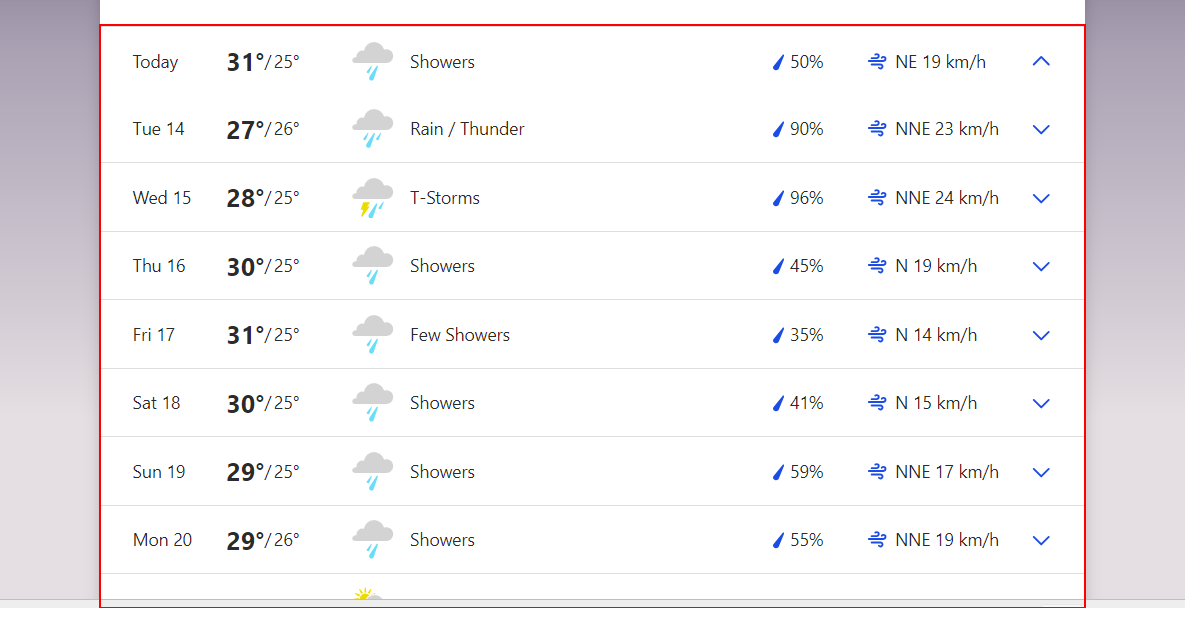 Today 31°/25° Showers 50% NE 19 km/h
Tue 14 27°/26° Rain / Thunder 90% NNE 23 km/h
Wed 15 28°/25° T-Storms 96% NNE 24 km/h
Thu 16 30°/25° Showers 45% N 19 km/h
Fri 17 31°/25° Few Showers 35% N 14 km/h
Sat 18 30°/25° Showers 41% N 15 km/h
Sun 19 29°/25° Showers 59% NNE 17 km/h
Mon 20 29°/26° Showers 55% NNE 19 km/h